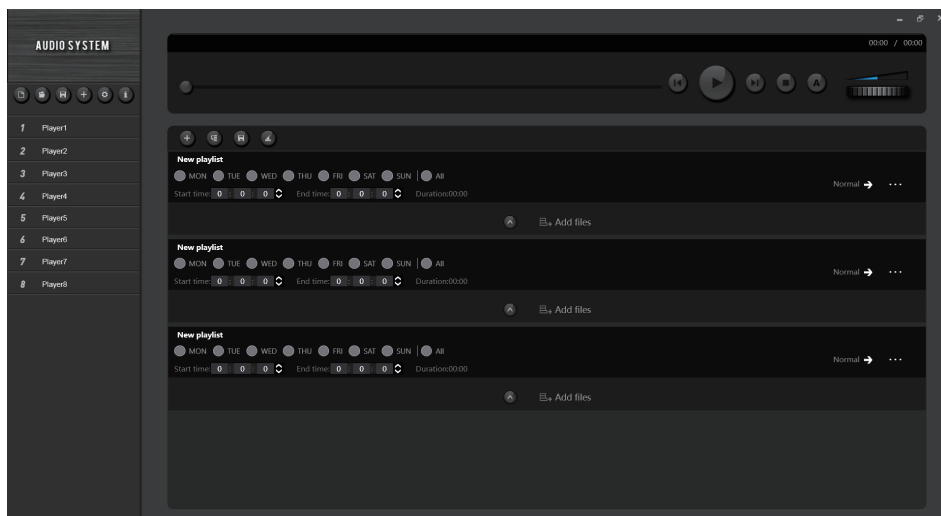 AUDIO SYSTEM
00:00 / 00:00
A
1 Player1
2 Player2
3 Player3
4 Player4
5 Player5
6 Player6
7 Player7
8 Player8
New playlist
MON TUE WED THU FRI SAT SUN All
Start time: 0 : 0 : 0 End time: 0 : 0 : 0 Duration:00:00
Normal
Add files
New playlist
MON TUE WED THU FRI SAT SUN All
Start time: 0 : 0 : 0 End time: 0 : 0 : 0 Duration:00:00
Normal
Add files
New playlist
MON TUE WED THU FRI SAT SUN All
Start time: 0 : 0 : 0 End time: 0 : 0 : 0 Duration:00:00
Normal
Add files